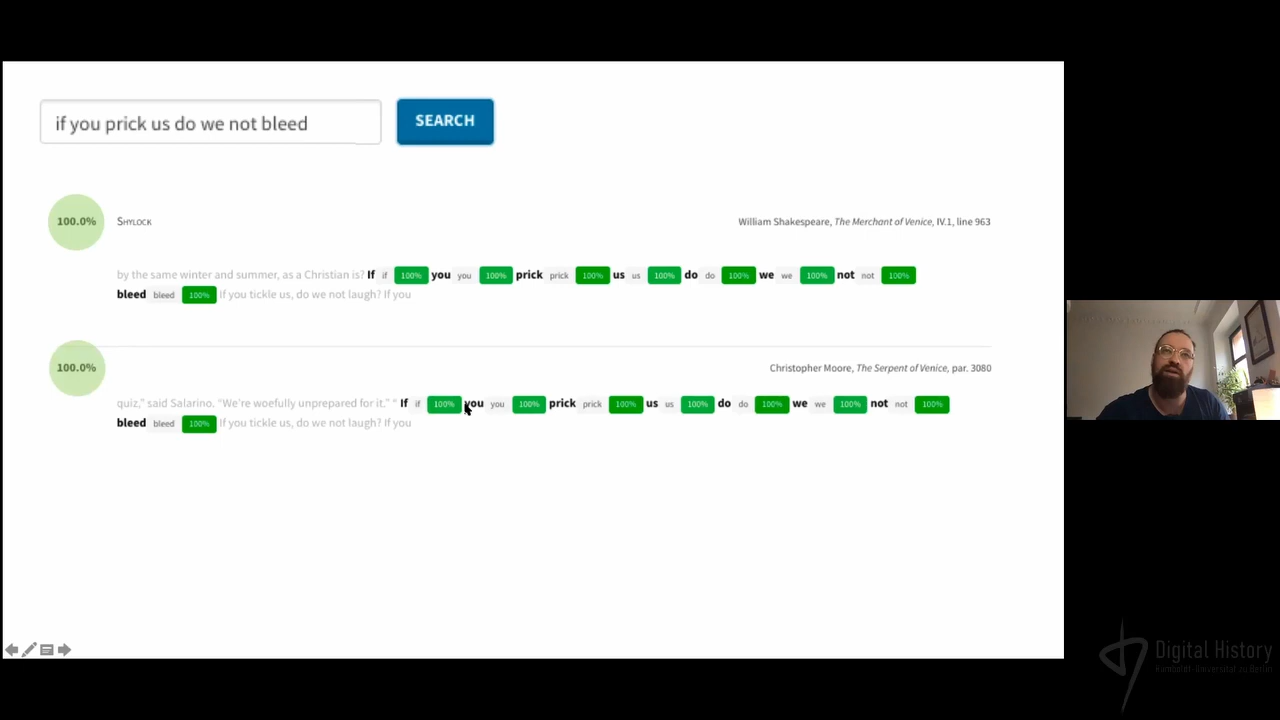 if you prick us do we not bleed
SEARCH
100.0%
Shylock
William Shakespeare, The Merchant of Venice, IV.1, line 963
by the same winter and summer, as a Christian is? If if 100% you you 100% prick prick 100% us us 100% do do 100% we we 100% not not 100%
bleed bleed 100% If you tickle us, do we not laugh? If you
100.0%
Christopher Moore, The Serpent of Venice, par. 3080
quiz,” said Salarino. “We’re woefully unprepared for it.” “ If if 100% you you 100% prick prick 100% us us 100% do do 100% we we 100% not not 100%
bleed bleed 100% If you tickle us, do we not laugh? If you
Digital History
Humboldt-Universität zu Berlin